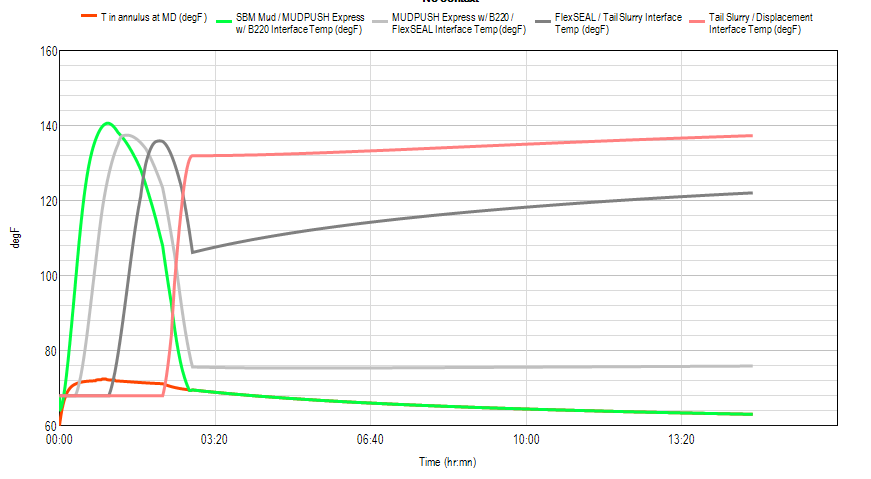 No context
T in annulus at MD (degF)
SBM Mud / MUDPUSH Express
w/ B220 Interface Temp (degF)
MUDPUSH Express w/ B220 /
FlexSEAL Interface Temp (degF)
FlexSEAL / Tail Slurry Interface
Temp (degF)
Tail Slurry / Displacement
Interface Temp (degF)
160
140
120
100
80
60
degF
00:00
03:20
06:40
10:00
13:20
Time (hr:mn)